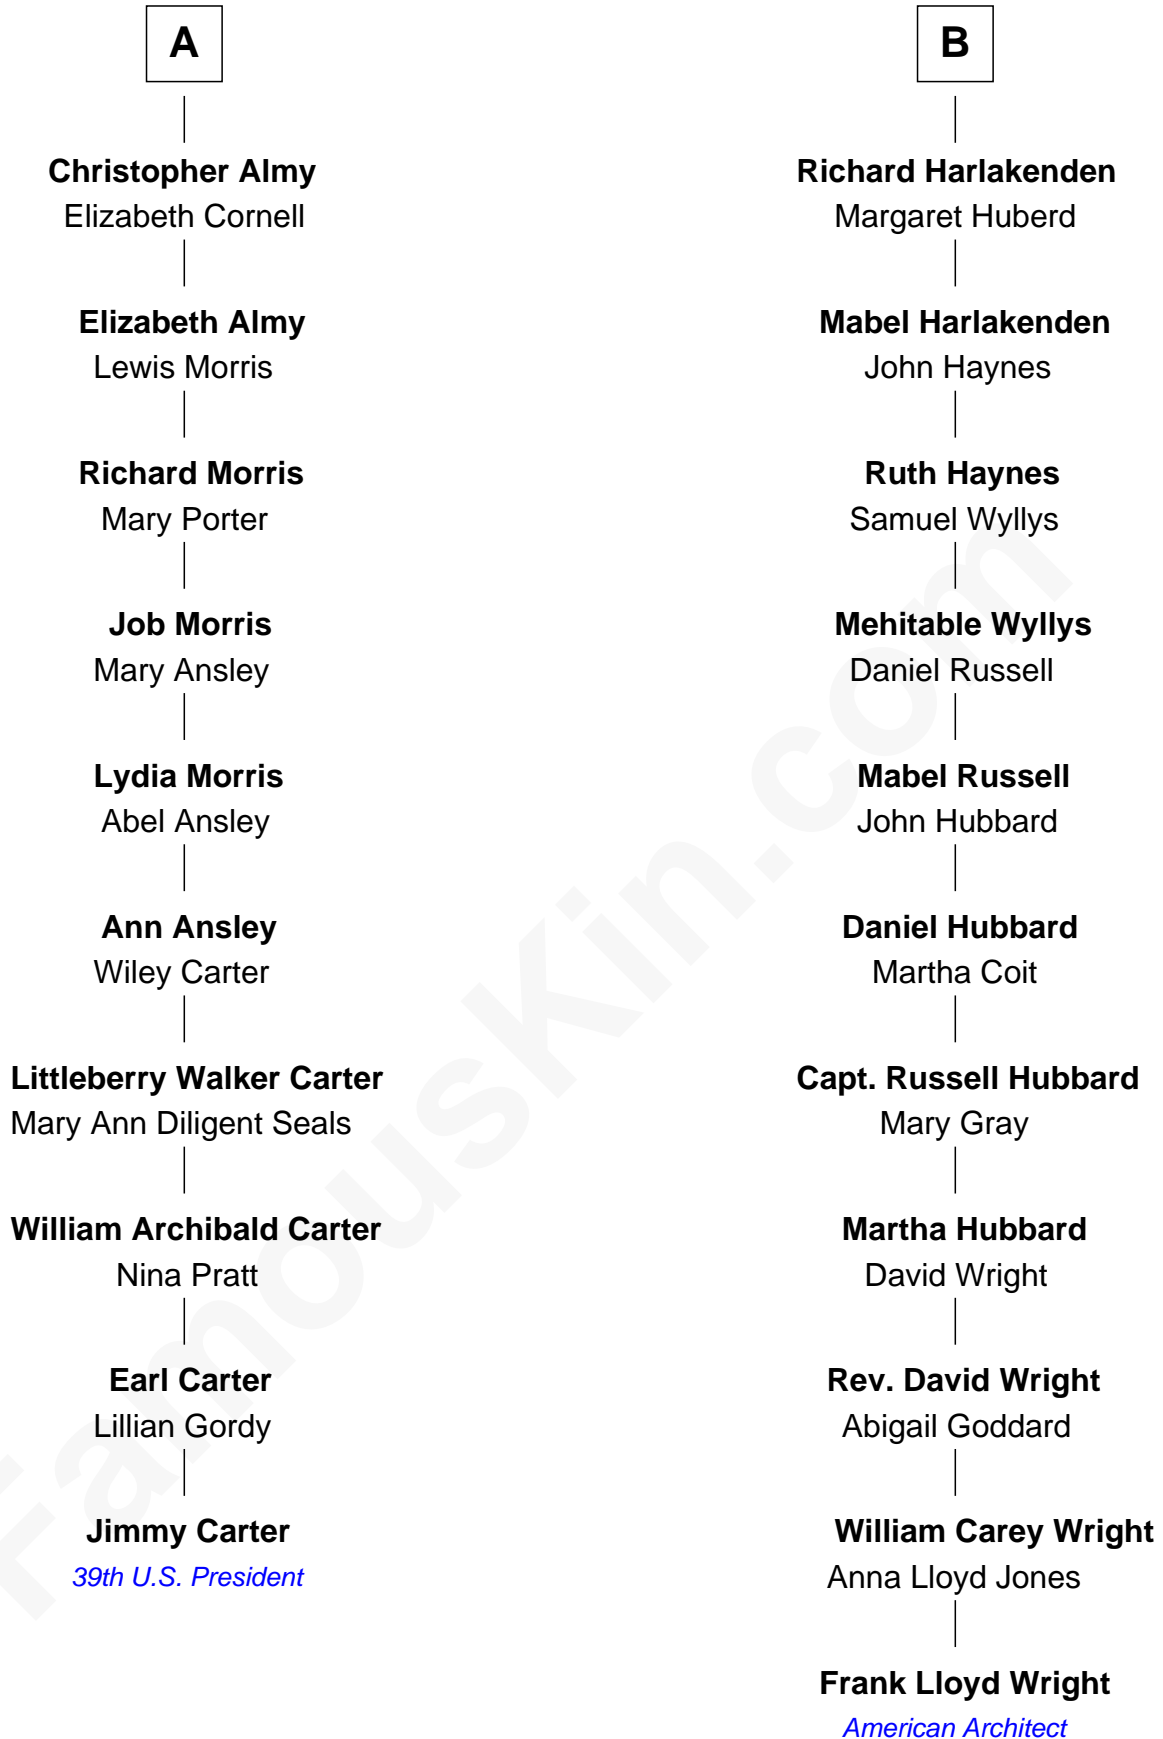 A
Christopher Almy
Elizabeth Cornell
Elizabeth Almy
Lewis Morris
Richard Morris
Mary Porter
Job Morris
Mary Ansley
Lydia Morris
Abel Ansley
Ann Ansley
Wiley Carter
Littleberry Walker Carter
Mary Ann Diligent Seals
William Archibald Carter
Nina Pratt
Earl Carter
Lillian Gordy
Jimmy Carter
39th U.S. President
B
Richard Harlakenden
Margaret Huberd
Mabel Harlakenden
John Haynes
Ruth Haynes
Samuel Wyllys
Mehitable Wyllys
Daniel Russell
Mabel Russell
John Hubbard
Daniel Hubbard
Martha Coit
Capt. Russell Hubbard
Mary Gray
Martha Hubbard
David Wright
Rev. David Wright
Abigail Goddard
William Carey Wright
Anna Lloyd Jones
Frank Lloyd Wright
American Architect
FamousKin.com